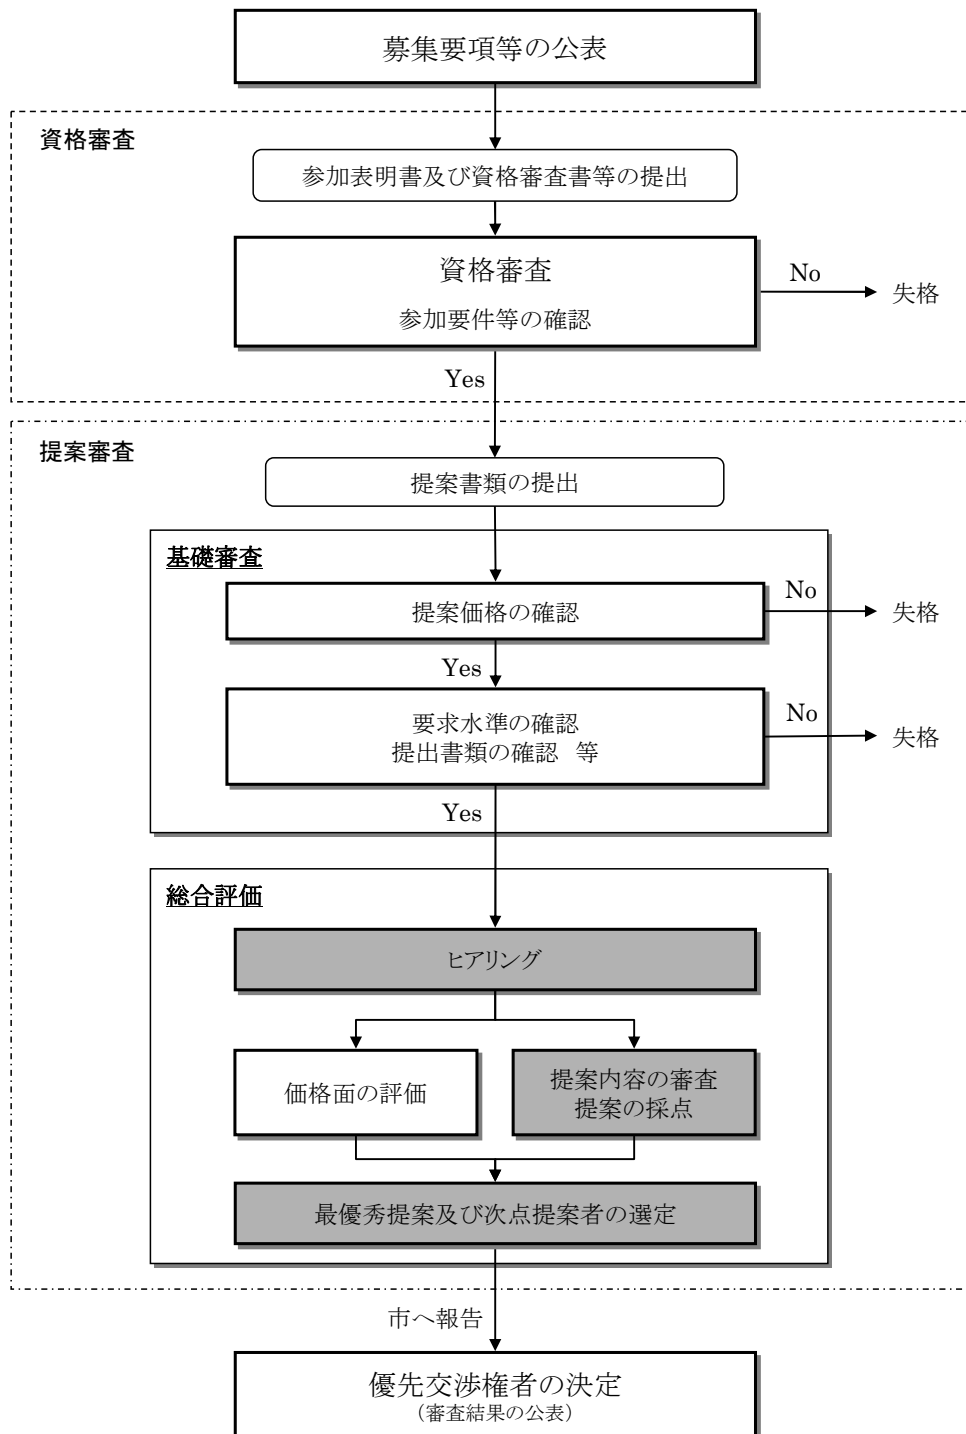 募集要項等の公表
資格審査
参加表明書及び資格審査書等の提出
資格審査
参加要件等の確認
No
失格
Yes
提案審査
提案書類の提出
基礎審査
提案価格の確認
No
失格
Yes
要求水準の確認
提出書類の確認 等
No
失格
Yes
総合評価
ヒアリング
価格面の評価
提案内容の審査
提案の採点
最優秀提案及び次点提案者の選定
市へ報告
優先交渉権者の決定
（審査結果の公表）